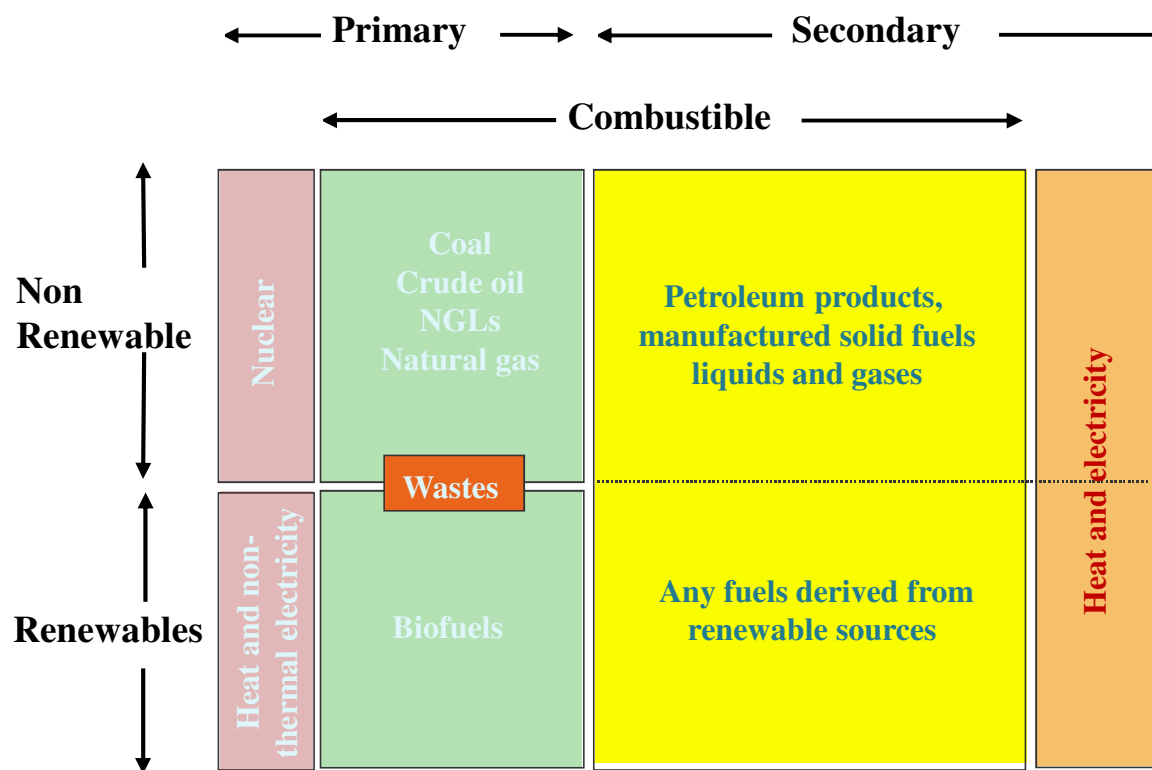 Primary
Secondary
Combustible
Non
Renewable
Nuclear
Coal
Crude oil
NGLs
Natural gas
Petroleum products,
manufactured solid fuels
liquids and gases
Heat and electricity
Wastes
Renewables
Heat and non-
thermal electricity
Biofuels
Any fuels derived from
renewable sources